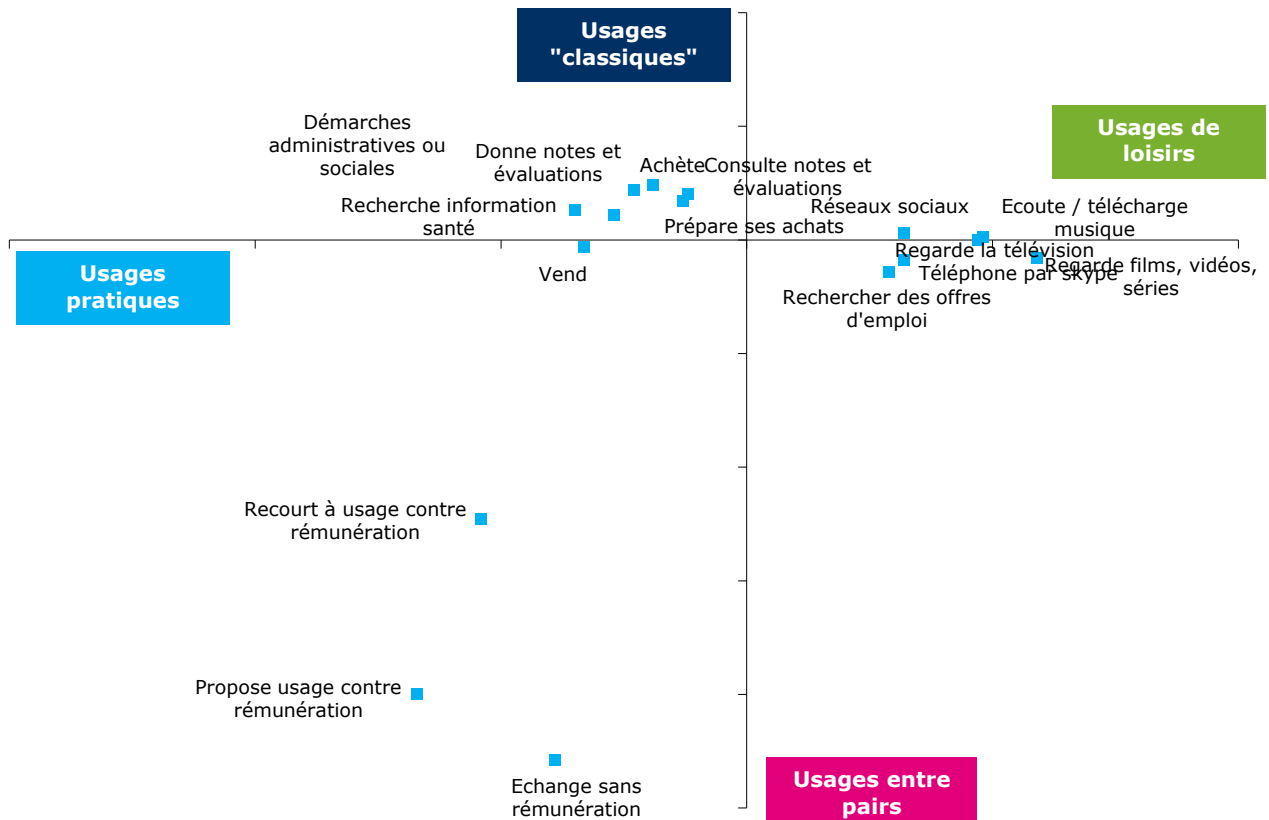 Usages
"classiques"
Usages de
loisirs
Démarches
administratives ou
sociales
Donne notes et
évaluations
Achète
Consulte notes et
évaluations
Recherche information
santé
Prépare ses achats
Réseaux sociaux
Ecoute / télécharge
musique
Usages
pratiques
Vend
Regarde la télévision
Téléphone par skype
Regarde films, vidéos,
séries
Rechercher des offres
d'emploi
Recourt à usage contre
rémunération
Propose usage contre
rémunération
Echange sans
rémunération
Usages entre
pairs